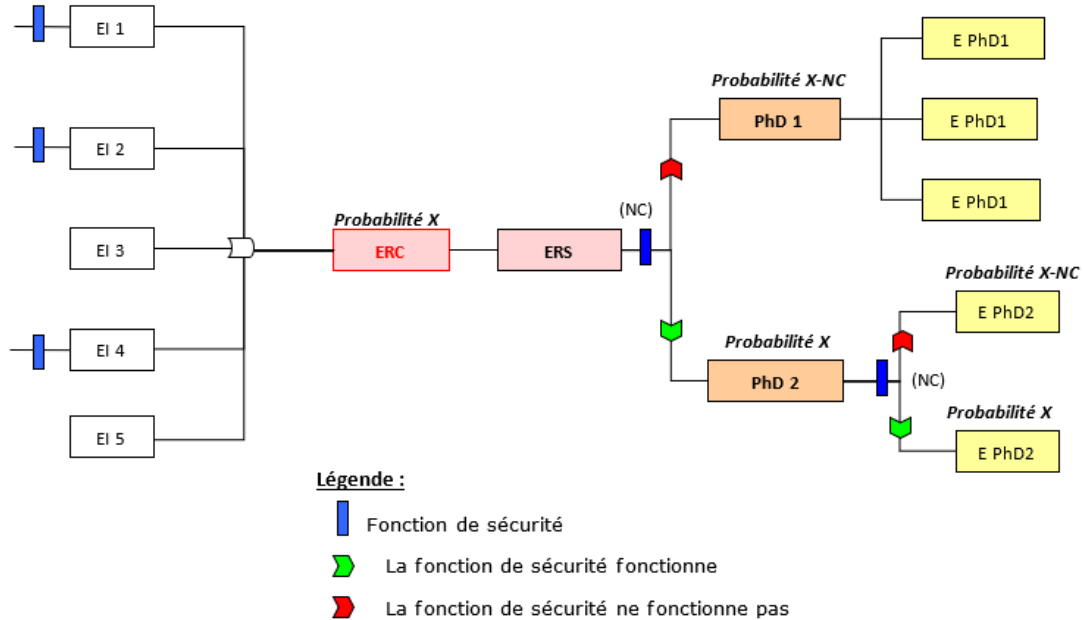 EI 1
EI 2
EI 3
EI 4
EI 5
Probabilité X
ERC
ERS
(NC)
Probabilité X-NC
PhD 1
E PhD1
E PhD1
E PhD1
Probabilité X
PhD 2
(NC)
Probabilité X-NC
E PhD2
Probabilité X
E PhD2
Légende :
Fonction de sécurité
La fonction de sécurité fonctionne
La fonction de sécurité ne fonctionne pas